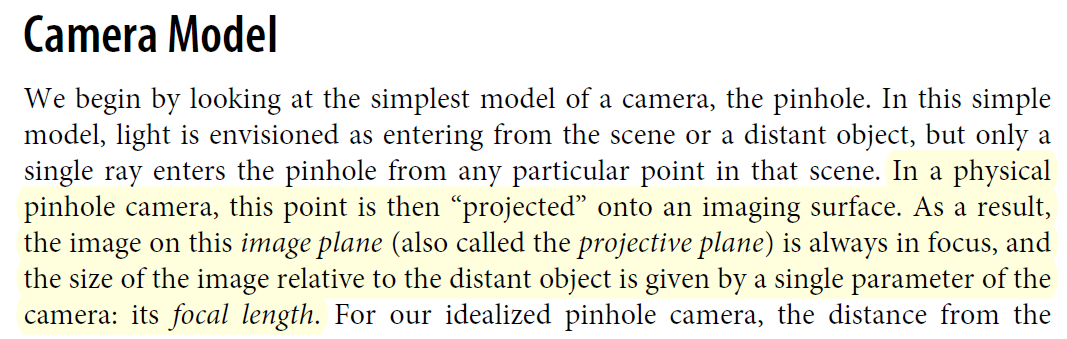 Camera Model
We begin by looking at the simplest model of a camera, the pinhole. In this simple
model, light is envisioned as entering from the scene or a distant object, but only a
single ray enters the pinhole from any particular point in that scene. In a physical
pinhole camera, this point is then “projected” onto an imaging surface. As a result,
the image on this image plane (also called the projective plane) is always in focus, and
the size of the image relative to the distant object is given by a single parameter of the
camera: its focal length. For our idealized pinhole camera, the distance from the